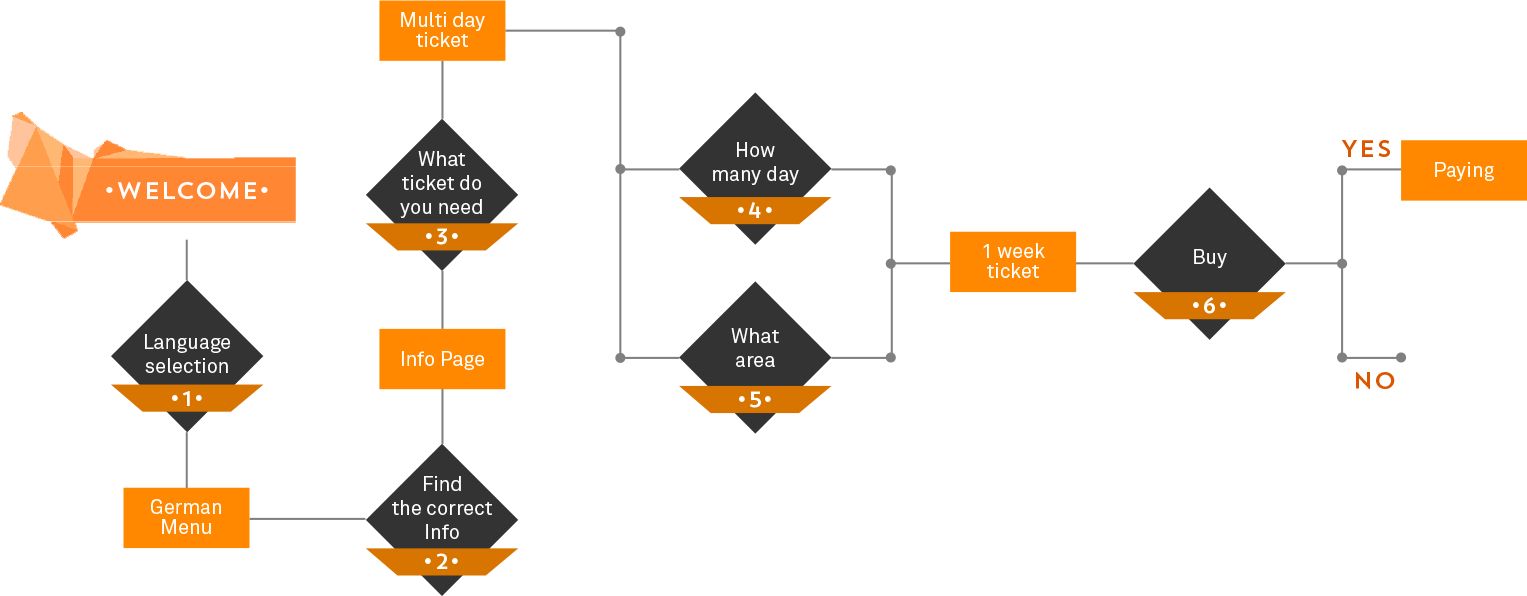 •WELCOME•
Language
selection
•1•
German
Menu
Find
the correct
Info
•2•
Info Page
What
ticket do
you need
•3•
Multi day
ticket
How
many day
•4•
What
area
•5•
1 week
ticket
Buy
•6•
YES
Paying
NO